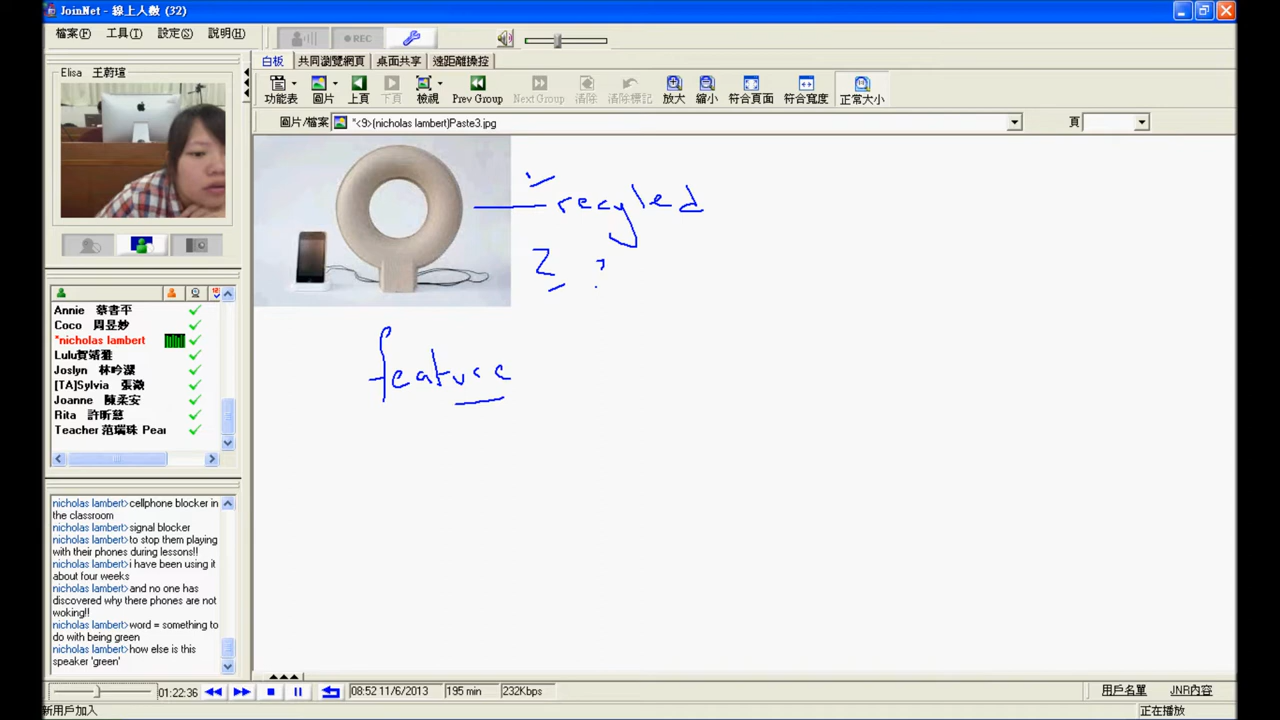 JoinNet - 線上人數 (32)
檔案(F) 工具(T) 設定(S) 說明(H)
REC
Elisa 王蔚瑄
白板 共同瀏覽網頁 桌面共享 遠距離操控
功能表 圖片 上頁 下頁 檢視 Prev Group Next Group 清除 清除標記 放大 縮小 符合頁面 符合寬度 正常大小
圖片/檔案 "<9>(nicholas lambert)Paste3.jpg 頁
1 recyled
2 ?
feature
Annie 蔡書平
Coco 周昱妙
*nicholas lambert
Lulu賀婧雅
Joslyn 林吟潔
[TA]Sylvia 張瀓
Joanne 陳柔安
Rita 許昕慈
Teacher 范瑞珠 Pear
nicholas lambert>cellphone blocker in
the classroom
nicholas lambert>signal blocker
nicholas lambert>to stop them playing
with their phones during lessons!!
nicholas lambert>i have been using it
about four weeks
nicholas lambert>and no one has
discovered why there phones are not
woking!!
nicholas lambert>word = something to
do with being green
nicholas lambert>how else is this
speaker 'green'
01:22:36 08:52 11/6/2013 195 min 232Kbps 用戶名單 JNR內容
新用戶加入 正在播放